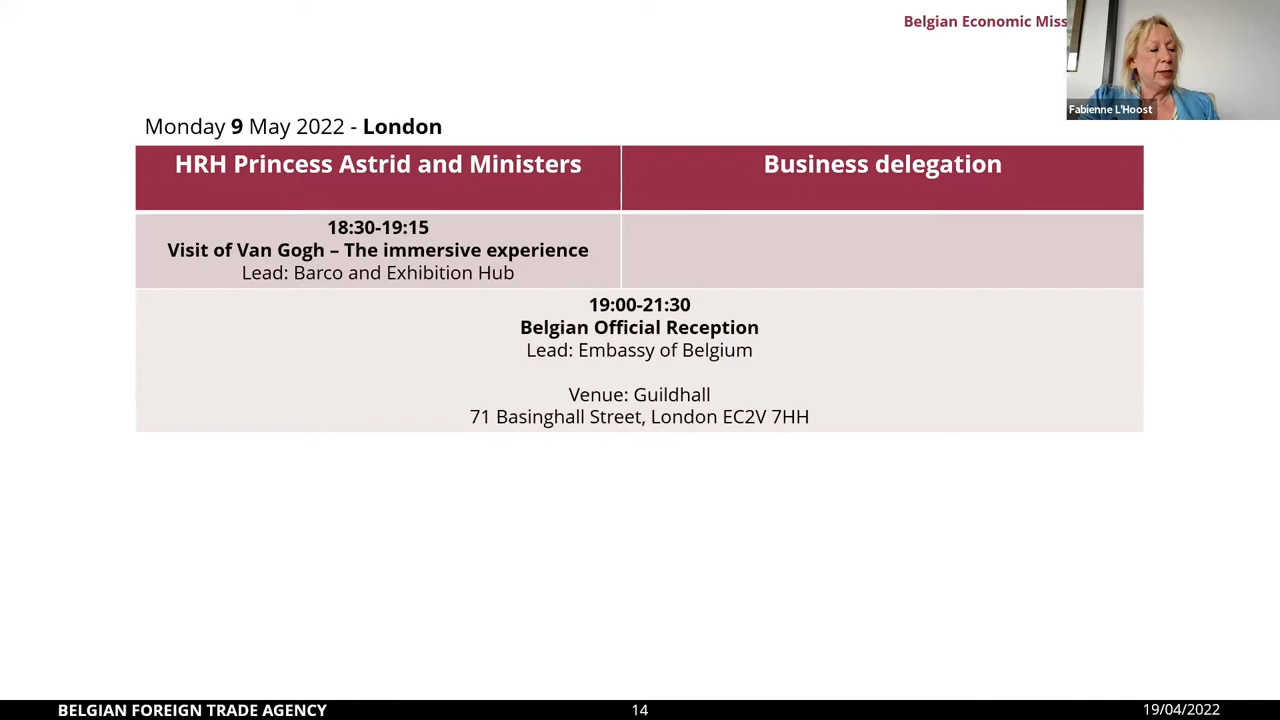 Belgian Economic Miss
Fabienne L'Hoost
Monday 9 May 2022 - London
HRH Princess Astrid and Ministers
Business delegation
18:30-19:15
Visit of Van Gogh – The immersive experience
Lead: Barco and Exhibition Hub
19:00-21:30
Belgian Official Reception
Lead: Embassy of Belgium
Venue: Guildhall
71 Basinghall Street, London EC2V 7HH
BELGIAN FOREIGN TRADE AGENCY
14
19/04/2022